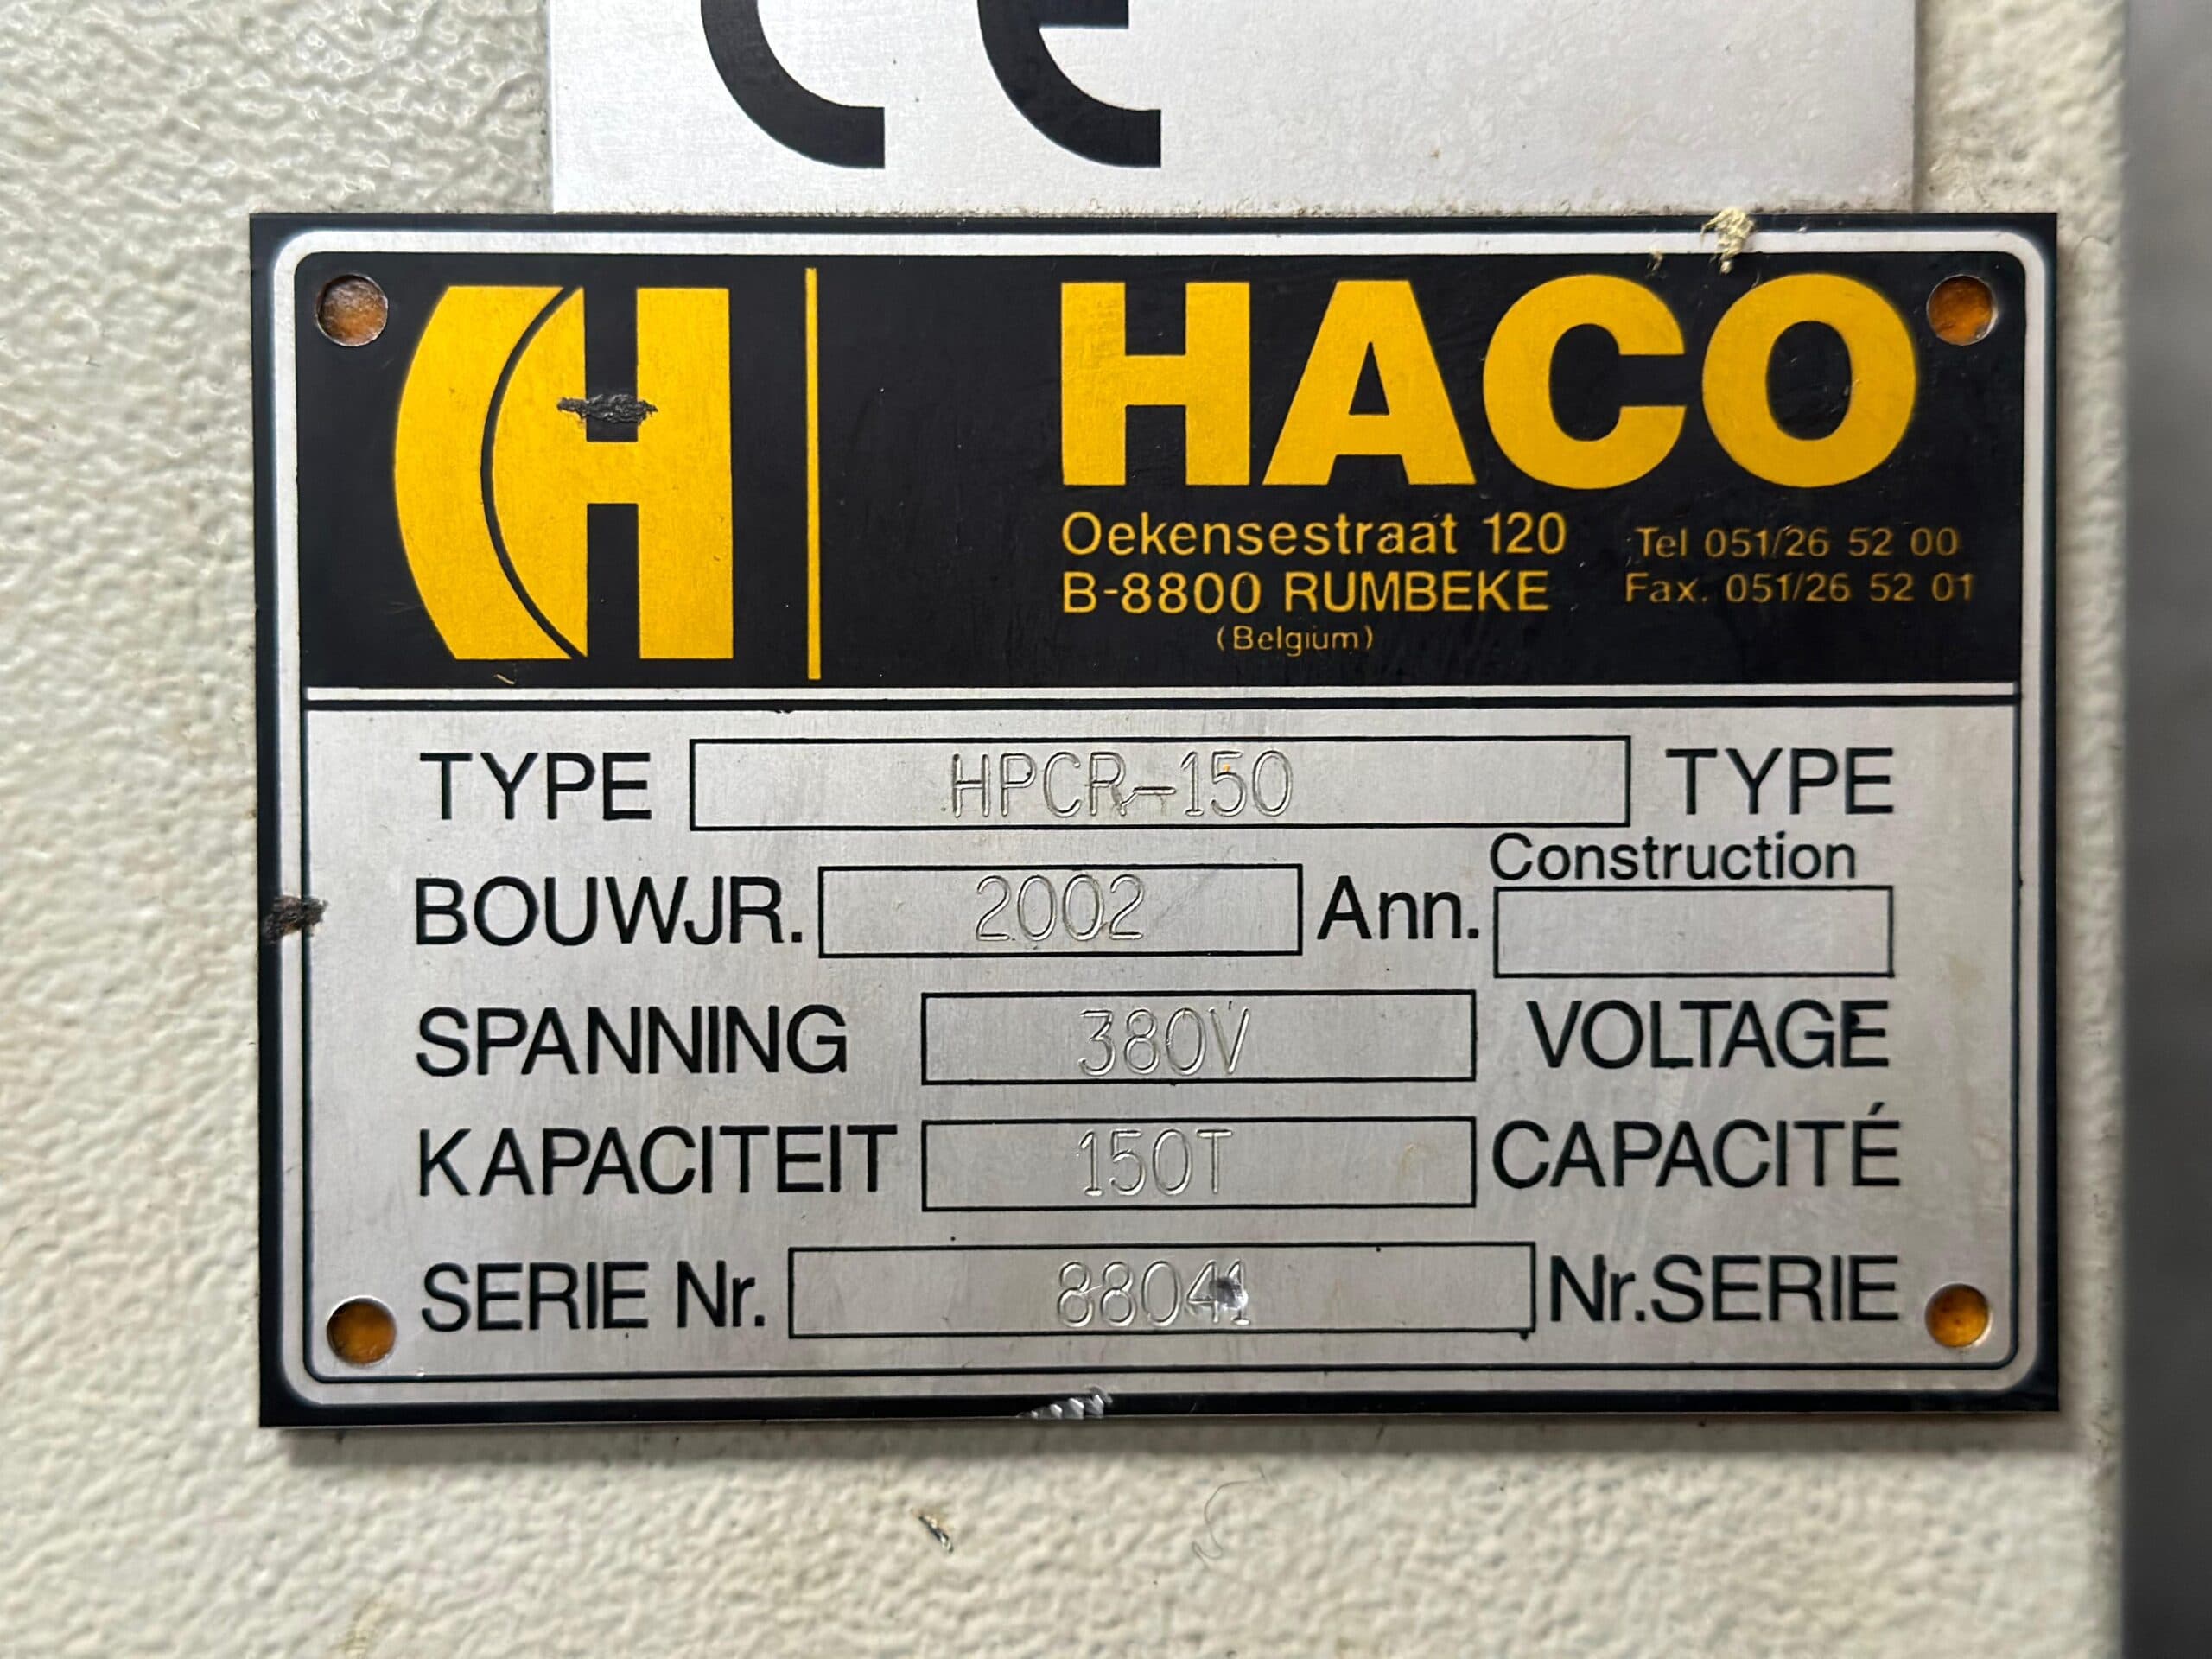 CE
HACO
Oekensestraat 120 Tel 051/26 52 00
B-8800 RUMBEKE Fax. 051/26 52 01
(Belgium)
TYPE HPCR-150 TYPE
BOUWJR. 2002 Ann. Construction
SPANNING 380V VOLTAGE
KAPACITEIT 150T CAPACITÉ
SERIE Nr. 88041 Nr.SERIE